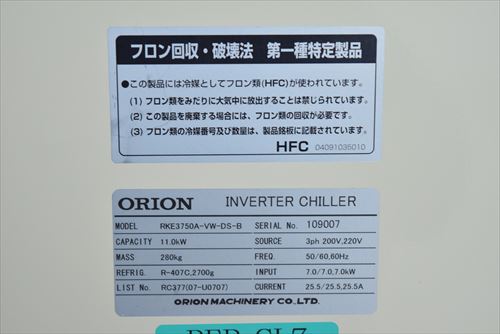 フロン回収・破壊法 第一種特定製品
●この製品には冷媒としてフロン類(HFC)が使われています。
(1) フロン類をみだりに大気中に放出することは禁じられています。
(2) この製品を廃棄する場合には、フロン類の回収が必要です。
(3) フロン類の冷媒番号及び数量は、製品銘板に記載されています。
HFC 04091035010
ORION INVERTER CHILLER
MODEL RKE3750A-VW-DS-B SERIAL No. 109007
CAPACITY 11.0kW SOURCE 3ph 200V,220V
MASS 280kg FREQ. 50/60,60Hz
REFRIG. R-407C,2700g INPUT 7.0/7.0,7.0kW
LIST No. RC377(07-U0707) CURRENT 25.5/25.5,25.5A
ORION MACHINERY CO., LTD.